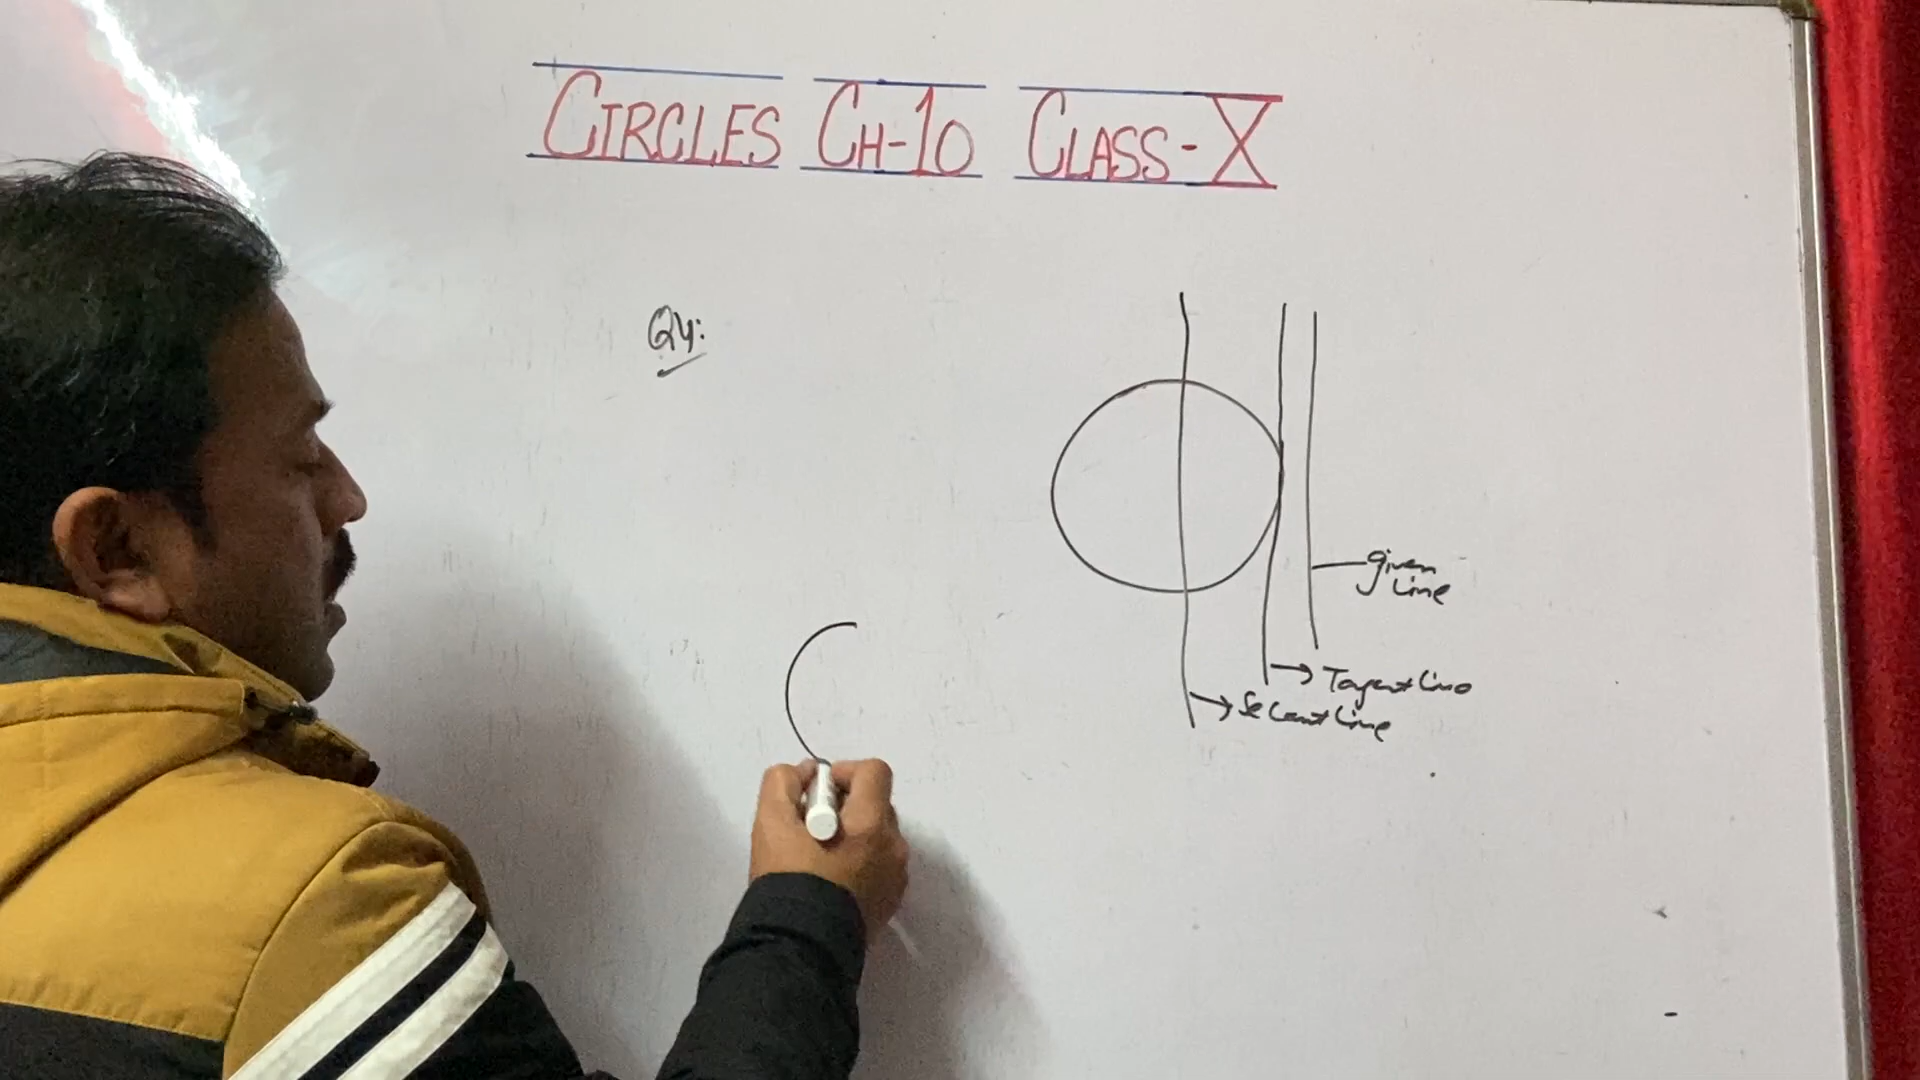 CIRCLES CH-10 CLASS-X
Q4:
given
Line
Tangent Line
Secant Line